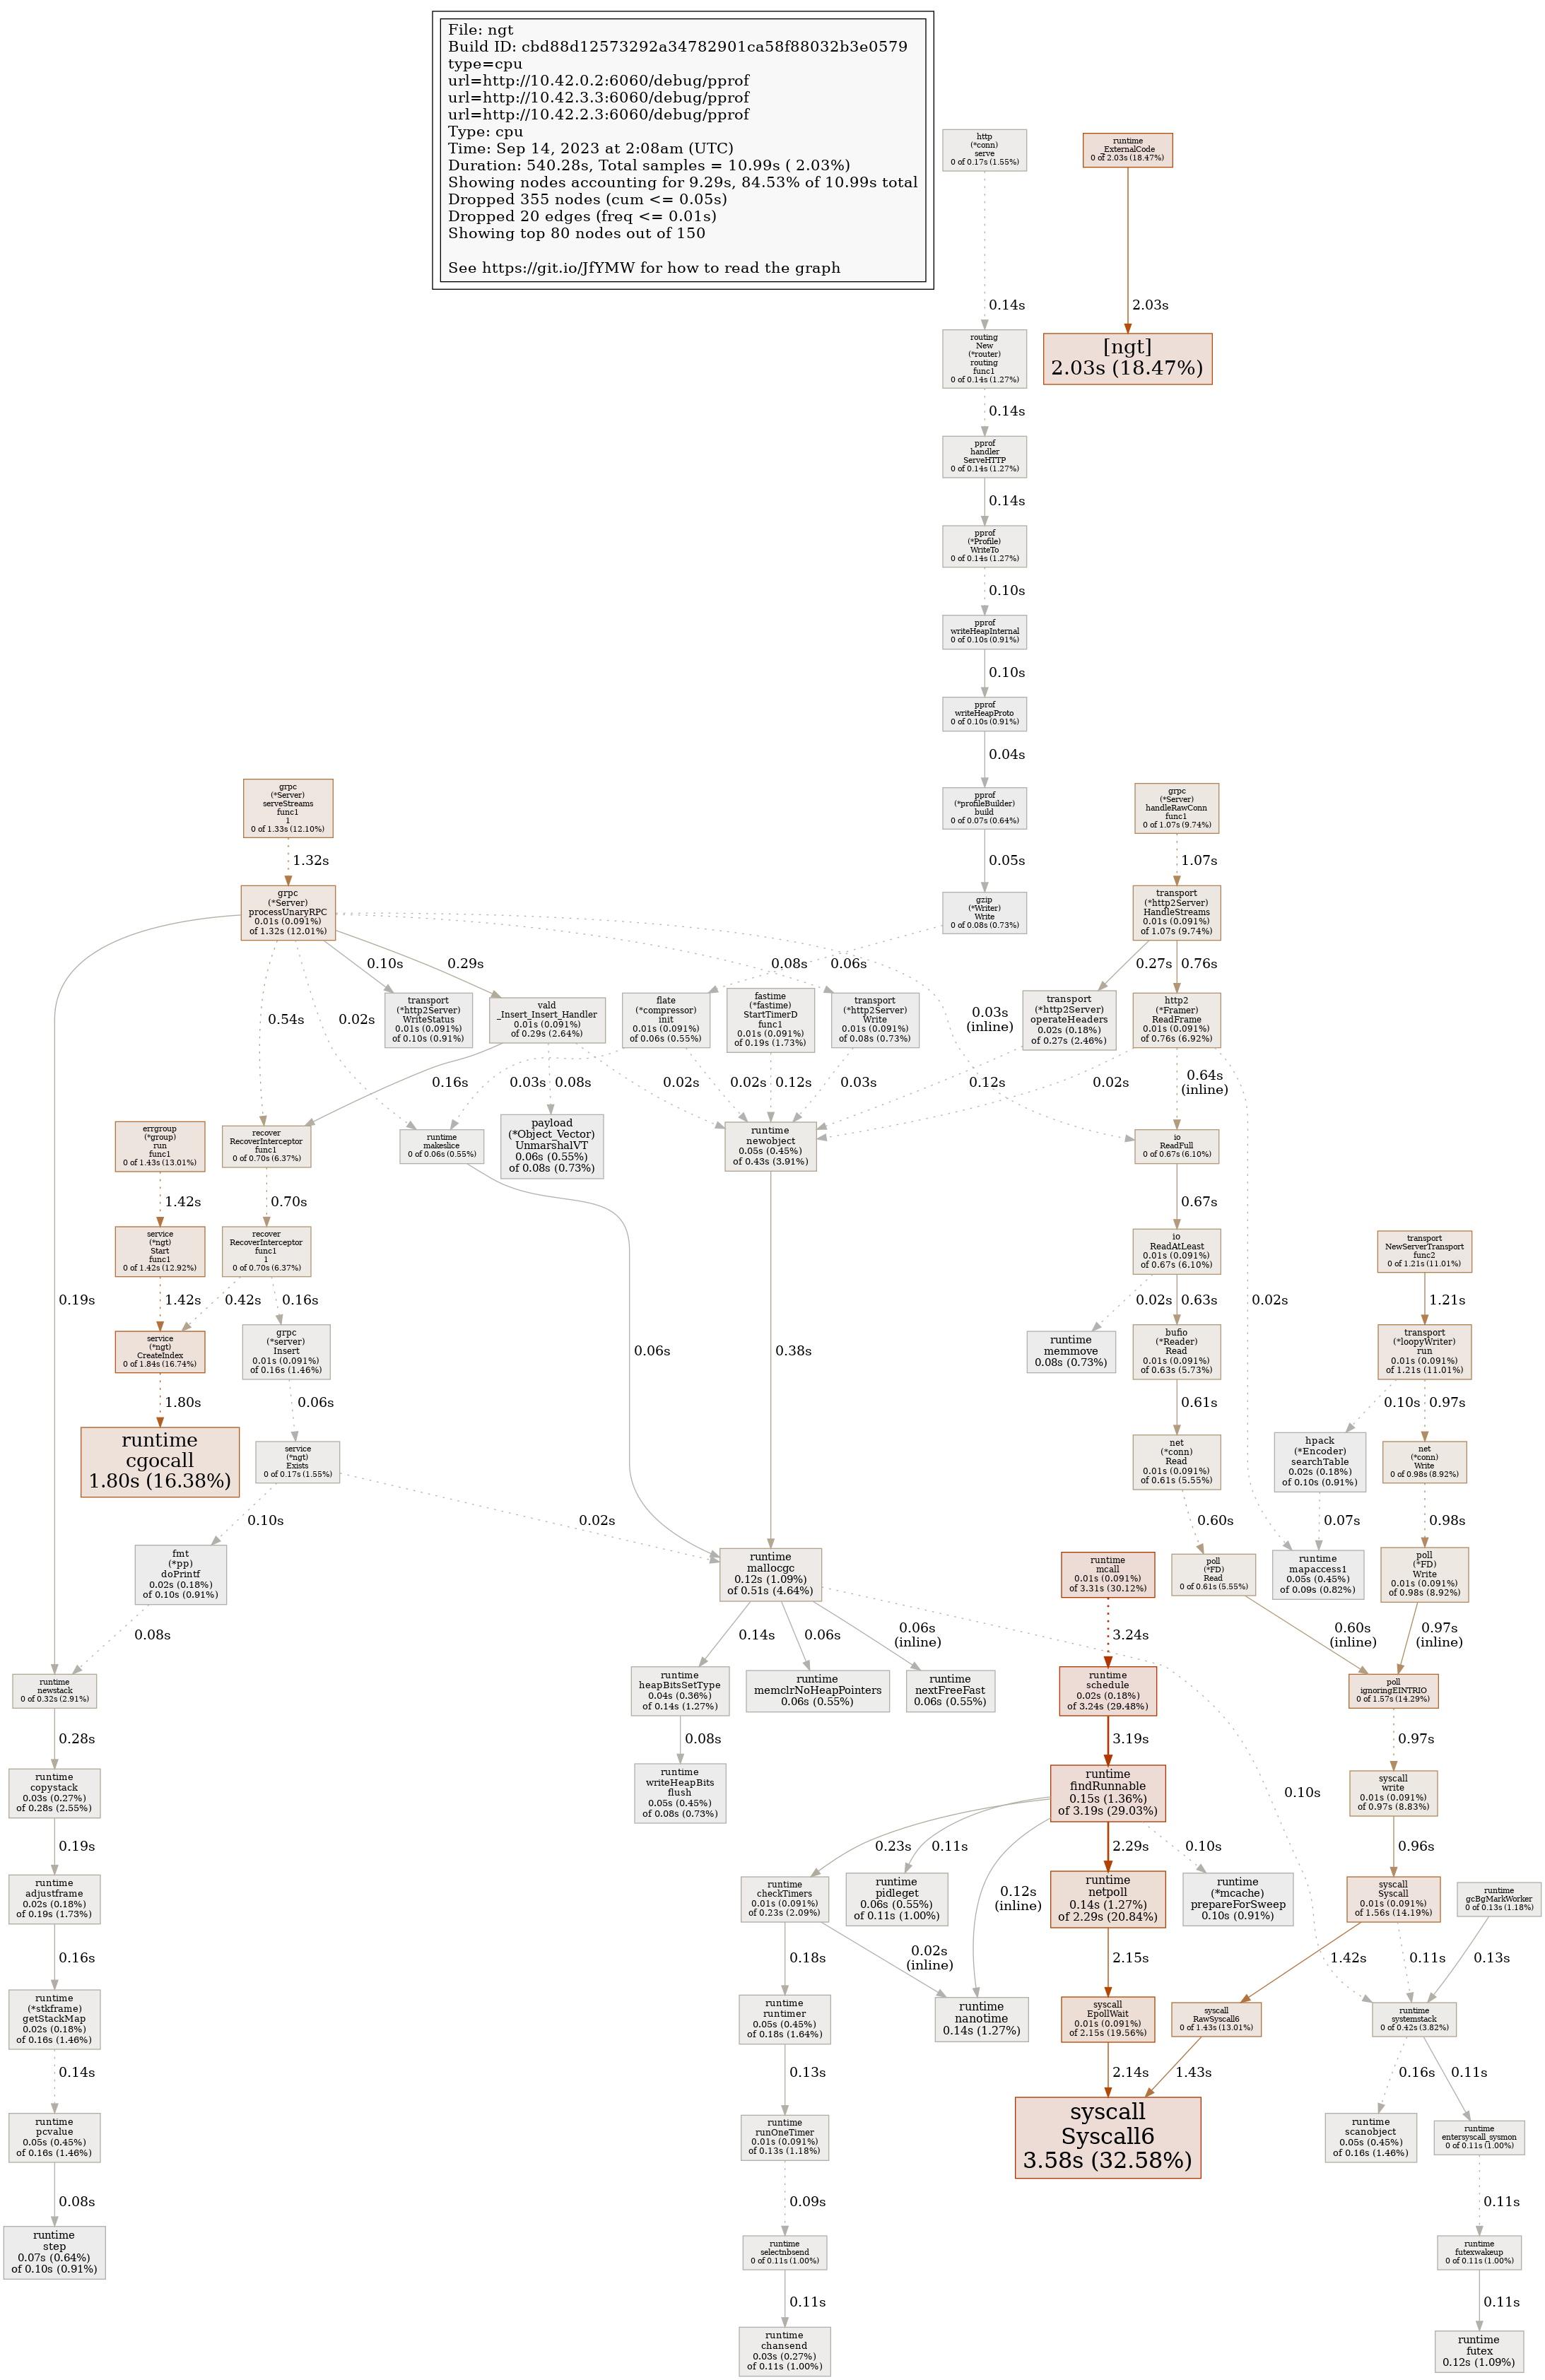 File: ngt
Build ID: cbd88d12573292a34782901ca58f88032b3e0579
type=cpu
url=http://10.42.0.2:6060/debug/pprof
url=http://10.42.3.3:6060/debug/pprof
url=http://10.42.2.3:6060/debug/pprof
Type: cpu
Time: Sep 14, 2023 at 2:08am (UTC)
Duration: 540.28s, Total samples = 10.99s ( 2.03%)
Showing nodes accounting for 9.29s, 84.53% of 10.99s total
Dropped 355 nodes (cum <= 0.05s)
Dropped 20 edges (freq <= 0.01s)
Showing top 80 nodes out of 150
See https://git.io/JfYMW for how to read the graph
http
(*conn)
serve
0 of 0.17s (1.55%)
runtime
_ExternalCode
0 of 2.03s (18.47%)
0.14s
2.03s
routing
New
(*router)
routing
func1
0 of 0.14s (1.27%)
[ngt]
2.03s (18.47%)
0.14s
pprof
handler
ServeHTTP
0 of 0.14s (1.27%)
0.14s
pprof
(*Profile)
WriteTo
0 of 0.14s (1.27%)
0.10s
pprof
writeHeapInternal
0 of 0.10s (0.91%)
0.10s
pprof
writeHeapProto
0 of 0.10s (0.91%)
0.04s
grpc
(*Server)
serveStreams
func1
1
0 of 1.33s (12.10%)
pprof
(*profileBuilder)
build
0 of 0.07s (0.64%)
grpc
(*Server)
handleRawConn
func1
0 of 1.07s (9.74%)
1.32s
0.05s
1.07s
grpc
(*Server)
processUnaryRPC
0.01s (0.091%)
of 1.32s (12.01%)
gzip
(*Writer)
Write
0 of 0.08s (0.73%)
transport
(*http2Server)
HandleStreams
0.01s (0.091%)
of 1.07s (9.74%)
0.10s
0.29s
0.08s
0.06s
0.27s
0.76s
0.54s
0.02s
transport
(*http2Server)
WriteStatus
0.01s (0.091%)
of 0.10s (0.91%)
vald
_Insert_Insert_Handler
0.01s (0.091%)
of 0.29s (2.64%)
flate
(*compressor)
init
0.01s (0.091%)
of 0.06s (0.55%)
fastime
(*fastime)
StartTimerD
func1
0.01s (0.091%)
of 0.19s (1.73%)
transport
(*http2Server)
Write
0.01s (0.091%)
of 0.08s (0.73%)
0.03s
(inline)
transport
(*http2Server)
operateHeaders
0.02s (0.18%)
of 0.27s (2.46%)
http2
(*Framer)
ReadFrame
0.01s (0.091%)
of 0.76s (6.92%)
0.16s
0.03s
0.08s
0.02s
0.02s
0.12s
0.03s
0.12s
0.02s
0.64s
(inline)
errgroup
(*group)
run
func1
0 of 1.43s (13.01%)
recover
RecoverInterceptor
func1
0 of 0.70s (6.37%)
runtime
makeslice
0 of 0.06s (0.55%)
payload
(*Object_Vector)
UnmarshalVT
0.06s (0.55%)
of 0.08s (0.73%)
runtime
newobject
0.05s (0.45%)
of 0.43s (3.91%)
io
ReadFull
0 of 0.67s (6.10%)
1.42s
0.70s
0.67s
service
(*ngt)
Start
func1
0 of 1.42s (12.92%)
recover
RecoverInterceptor
func1
1
0 of 0.70s (6.37%)
io
ReadAtLeast
0.01s (0.091%)
of 0.67s (6.10%)
transport
NewServerTransport
func2
0 of 1.21s (11.01%)
0.19s
1.42s
0.42s
0.16s
0.02s
0.63s
0.02s
1.21s
service
(*ngt)
CreateIndex
0 of 1.84s (16.74%)
grpc
(*server)
Insert
0.01s (0.091%)
of 0.16s (1.46%)
0.06s
0.38s
runtime
memmove
0.08s (0.73%)
bufio
(*Reader)
Read
0.01s (0.091%)
of 0.63s (5.73%)
transport
(*loopyWriter)
run
0.01s (0.091%)
of 1.21s (11.01%)
1.80s
0.06s
0.61s
0.10s
0.97s
runtime
cgocall
1.80s (16.38%)
service
(*ngt)
Exists
0 of 0.17s (1.55%)
net
(*conn)
Read
0.01s (0.091%)
of 0.61s (5.55%)
hpack
(*Encoder)
searchTable
0.02s (0.18%)
of 0.10s (0.91%)
net
(*conn)
Write
0 of 0.98s (8.92%)
0.10s
0.02s
0.60s
0.07s
0.98s
fmt
(*pp)
doPrintf
0.02s (0.18%)
of 0.10s (0.91%)
runtime
mallocgc
0.12s (1.09%)
of 0.51s (4.64%)
runtime
mcall
0.01s (0.091%)
of 3.31s (30.12%)
poll
(*FD)
Read
0 of 0.61s (5.55%)
runtime
mapaccess1
0.05s (0.45%)
of 0.09s (0.82%)
poll
(*FD)
Write
0.01s (0.091%)
of 0.98s (8.92%)
0.08s
0.14s
0.06s
0.06s
(inline)
3.24s
0.60s
(inline)
0.97s
(inline)
runtime
newstack
0 of 0.32s (2.91%)
runtime
heapBitsSetType
0.04s (0.36%)
of 0.14s (1.27%)
runtime
memclrNoHeapPointers
0.06s (0.55%)
runtime
nextFreeFast
0.06s (0.55%)
runtime
schedule
0.02s (0.18%)
of 3.24s (29.48%)
poll
ignoringEINTRIO
0 of 1.57s (14.29%)
0.28s
0.08s
3.19s
0.97s
runtime
copystack
0.03s (0.27%)
of 0.28s (2.55%)
runtime
writeHeapBits
flush
0.05s (0.45%)
of 0.08s (0.73%)
runtime
findRunnable
0.15s (1.36%)
of 3.19s (29.03%)
0.10s
syscall
write
0.01s (0.091%)
of 0.97s (8.83%)
0.19s
0.23s
0.11s
2.29s
0.10s
0.96s
runtime
adjustframe
0.02s (0.18%)
of 0.19s (1.73%)
runtime
checkTimers
0.01s (0.091%)
of 0.23s (2.09%)
runtime
pidleget
0.06s (0.55%)
of 0.11s (1.00%)
0.12s
(inline)
runtime
netpoll
0.14s (1.27%)
of 2.29s (20.84%)
runtime
(*mcache)
prepareForSweep
0.10s (0.91%)
syscall
Syscall
0.01s (0.091%)
of 1.56s (14.19%)
runtime
gcBgMarkWorker
0 of 0.13s (1.18%)
0.16s
0.18s
0.02s
(inline)
2.15s
1.42s
0.11s
0.13s
runtime
(*stkframe)
getStackMap
0.02s (0.18%)
of 0.16s (1.46%)
runtime
runtimer
0.05s (0.45%)
of 0.18s (1.64%)
runtime
nanotime
0.14s (1.27%)
syscall
EpollWait
0.01s (0.091%)
of 2.15s (19.56%)
syscall
RawSyscall6
0 of 1.43s (13.01%)
runtime
systemstack
0 of 0.42s (3.82%)
0.14s
0.13s
2.14s
1.43s
0.16s
0.11s
runtime
pcvalue
0.05s (0.45%)
of 0.16s (1.46%)
runtime
runOneTimer
0.01s (0.091%)
of 0.13s (1.18%)
syscall
Syscall6
3.58s (32.58%)
runtime
scanobject
0.05s (0.45%)
of 0.16s (1.46%)
runtime
entersyscall_sysmon
0 of 0.11s (1.00%)
0.08s
0.09s
0.11s
runtime
step
0.07s (0.64%)
of 0.10s (0.91%)
runtime
selectnbsend
0 of 0.11s (1.00%)
runtime
futexwakeup
0 of 0.11s (1.00%)
0.11s
0.11s
runtime
chansend
0.03s (0.27%)
of 0.11s (1.00%)
runtime
futex
0.12s (1.09%)